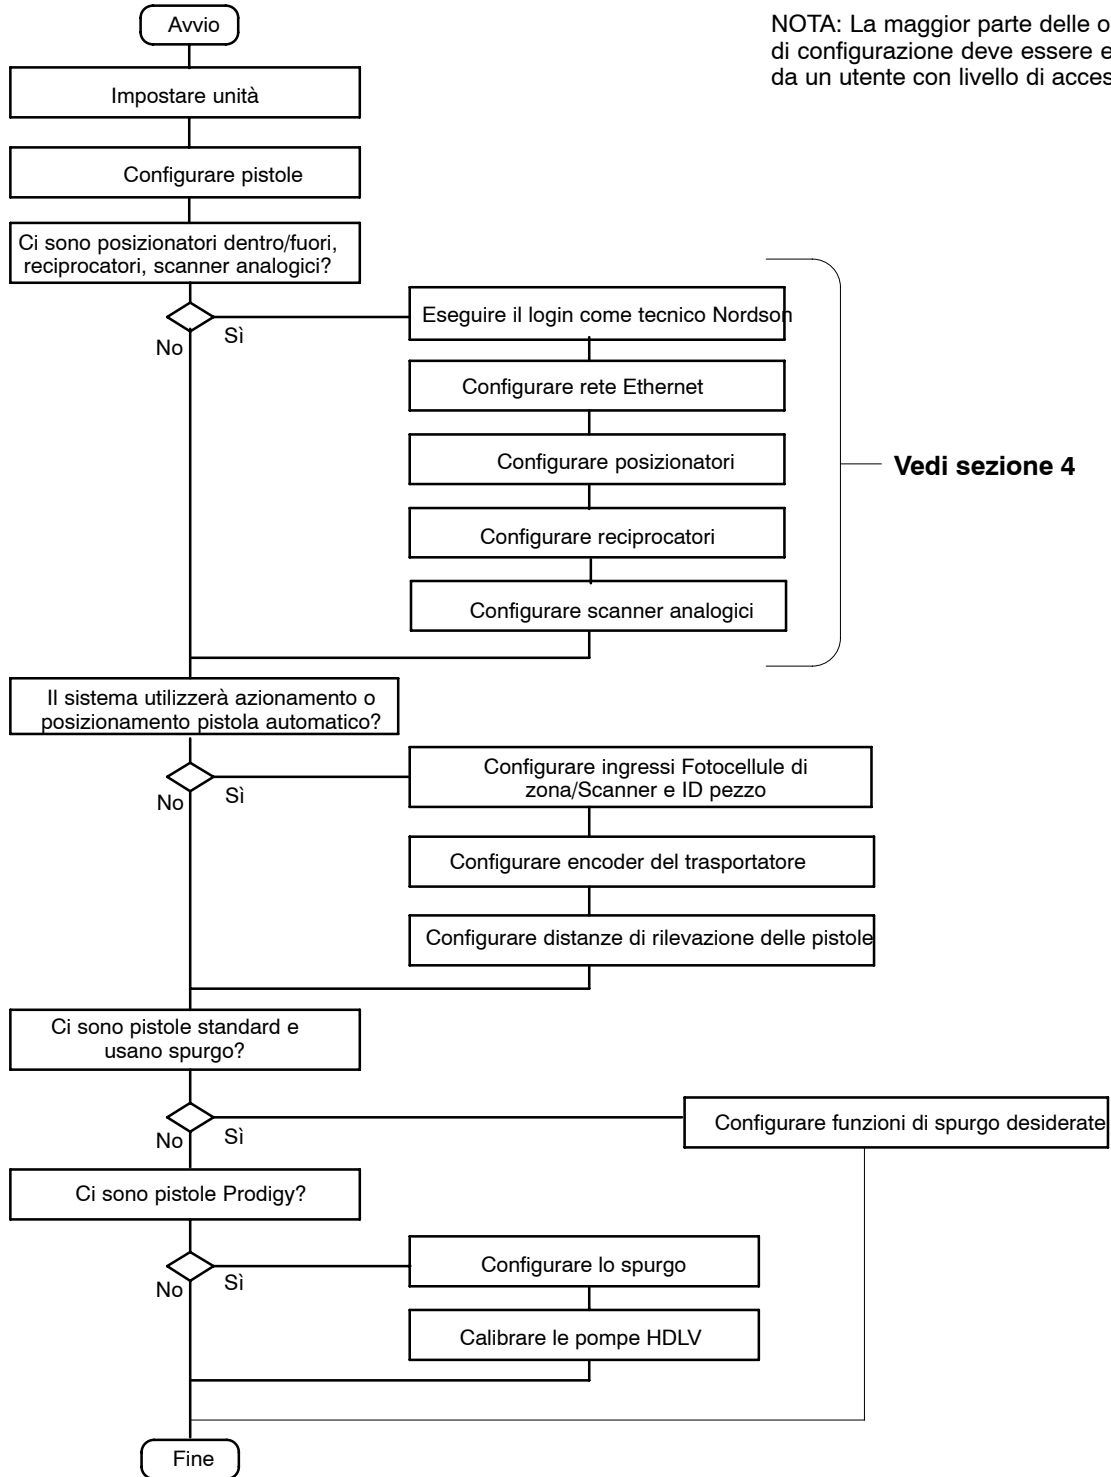 Avvio
NOTA: La maggior parte delle
di configurazione deve essere
da un utente con livello di
Impostare unità
Configurare pistole
Ci sono posizionatori dentro/fuori,
reciprocatori, scanner analogici?
Eseguire il login come tecnico Nordson
No
Sì
Configurare rete Ethernet
Configurare posizionatori
Vedi sezione 4
Configurare reciprocatori
Configurare scanner analogici
Il sistema utilizzerà azionamento o
posizionamento pistola automatico?
Configurare ingressi Fotocellule di
zona/Scanner e ID pezzo
No
Sì
Configurare encoder del trasportatore
Configurare distanze di rilevazione delle pistole
Ci sono pistole standard e
usano spurgo?
Configurare funzioni di spurgo desiderate
No
Sì
Ci sono pistole Prodigy?
Configurare lo spurgo
No
Sì
Calibrare le pompe HDLV
Fine